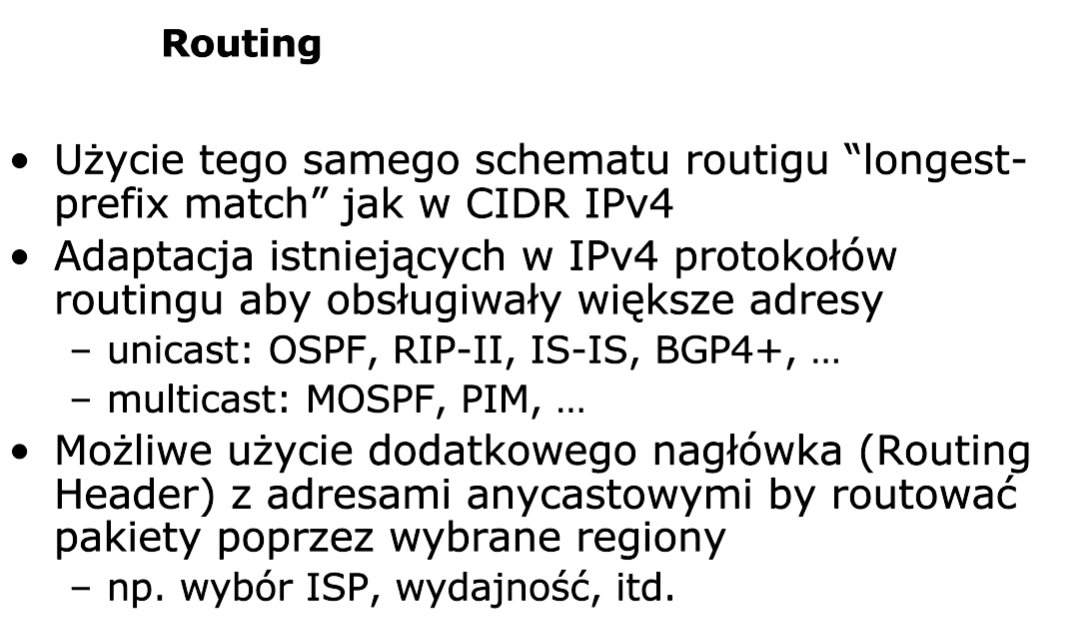 Routing
• Użycie tego samego schematu routigu “longest-
prefix match” jak w CIDR IPv4
• Adaptacja istniejących w IPv4 protokołów
routingu aby obsługiwały większe adresy
– unicast: OSPF, RIP-II, IS-IS, BGP4+, …
– multicast: MOSPF, PIM, …
• Możliwe użycie dodatkowego nagłówka (Routing
Header) z adresami anycastowymi by routować
pakiety poprzez wybrane regiony
– np. wybór ISP, wydajność, itd.